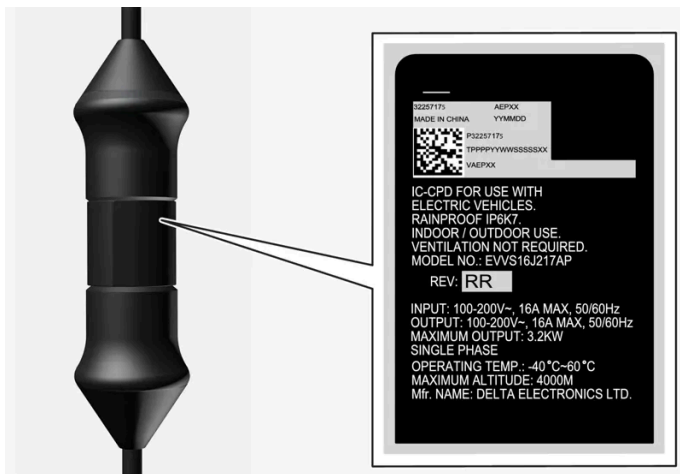 32257175 AEPXX
MADE IN CHINA YYMMDD
P32257175
TPPPPYYWWSSSSSXX
VAEPXX
IC-CPD FOR USE WITH
ELECTRIC VEHICLES.
RAINPROOF IP6K7.
INDOOR / OUTDOOR USE.
VENTILATION NOT REQUIRED.
MODEL NO.: EVVS16J217AP
REV: RR
INPUT: 100-200V~, 16A MAX, 50/60Hz
OUTPUT: 100-200V~, 16A MAX, 50/60Hz
MAXIMUM OUTPUT: 3.2KW
SINGLE PHASE
OPERATING TEMP.: -40°C~60°C
MAXIMUM ALTITUDE: 4000M
Mfr. NAME: DELTA ELECTRONICS LTD.